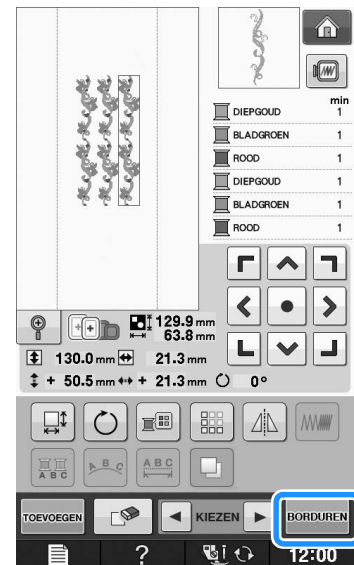 min
DIEPGOUD 1
BLADGROEN 1
ROOD 1
DIEPGOUD 1
BLADGROEN 1
ROOD 1
129.9 mm
63.8 mm
130.0 mm 21.3 mm
+ 50.5 mm + 21.3 mm 0°
A B C A B C A B C
TOEVOEGEN KIEZEN BORDUREN
? 12:00